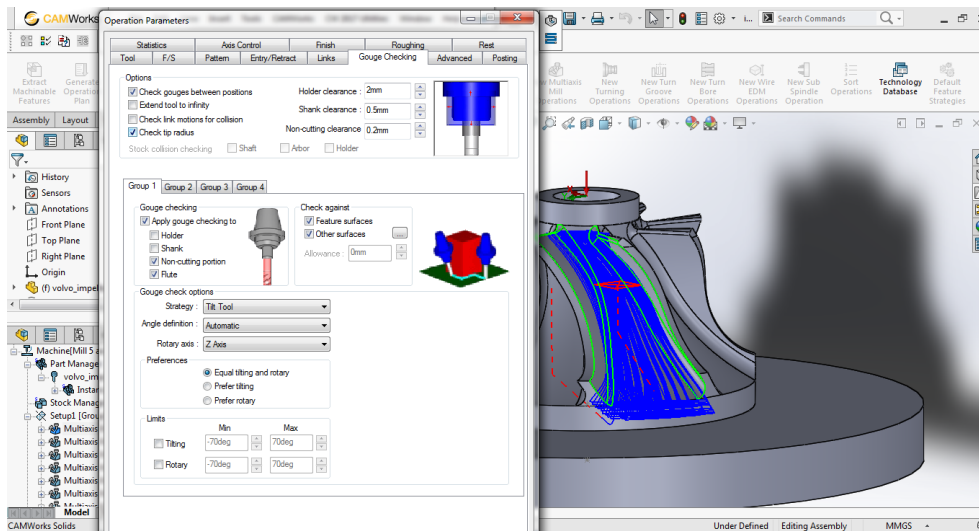 CAMWorks
Operation Parameters
Search Commands
Extract Machinable Features
Generate Operation Plan
Multiaxis Mill Operations
New Turning Operations
New Turn Groove Operations
New Turn Bore Operations
New Wire EDM Operations
New Sub Spindle Operation
Sort Operations
Technology Database
Default Feature Strategies
Assembly Layout
History
Sensors
Annotations
Front Plane
Top Plane
Right Plane
Origin
(f) volvo_impel
Machine[Mill 5 a
Part Manage
volvo_im
Instan
Stock Manag
Setup1 [Grou
Multiaxis
Multiaxis
Multiaxis
Multiaxis
Multiaxis
Multiaxis
Model
CAMWorks Solids
Statistics Axis Control Finish Roughing Rest
Tool F/S Pattern Entry/Retract Links Gouge Checking Advanced Posting
Options
Check gouges between positions
Extend tool to infinity
Check link motions for collision
Check tip radius
Holder clearance : 2mm
Shank clearance : 0.5mm
Non-cutting clearance 0.2mm
Stock collision checking Shaft Arbor Holder
Group 1 Group 2 Group 3 Group 4
Gouge checking
Apply gouge checking to
Holder
Shank
Non-cutting portion
Flute
Check against
Feature surfaces
Other surfaces ...
Allowance : 0mm
Gouge check options
Strategy : Tilt Tool
Angle definition : Automatic
Rotary axis : Z Axis
Preferences
Equal tilting and rotary
Prefer tilting
Prefer rotary
Limits
Min Max
Tilting -70deg 70deg
Rotary -70deg 70deg
Under Defined Editing Assembly MMGS